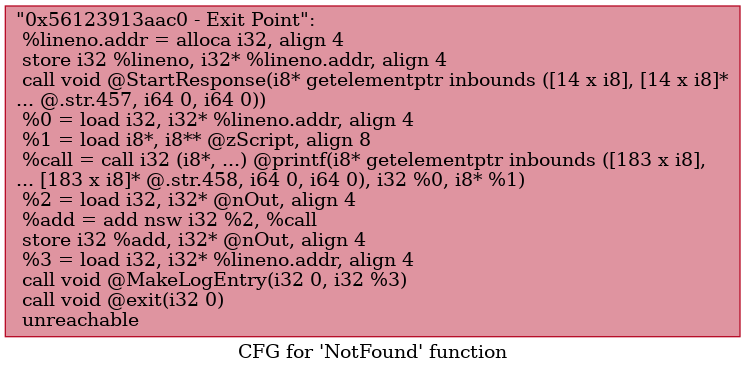 "0x56123913aac0 - Exit Point":
%lineno.addr = alloca i32, align 4
store i32 %lineno, i32* %lineno.addr, align 4
call void @StartResponse(i8* getelementptr inbounds ([14 x i8], [14 x i8]*
... @.str.457, i64 0, i64 0))
%0 = load i32, i32* %lineno.addr, align 4
%1 = load i8*, i8** @zScript, align 8
%call = call i32 (i8*, ...) @printf(i8* getelementptr inbounds ([183 x i8],
... [183 x i8]* @.str.458, i64 0, i64 0), i32 %0, i8* %1)
%2 = load i32, i32* @nOut, align 4
%add = add nsw i32 %2, %call
store i32 %add, i32* @nOut, align 4
%3 = load i32, i32* %lineno.addr, align 4
call void @MakeLogEntry(i32 0, i32 %3)
call void @exit(i32 0)
unreachable
CFG for 'NotFound' function